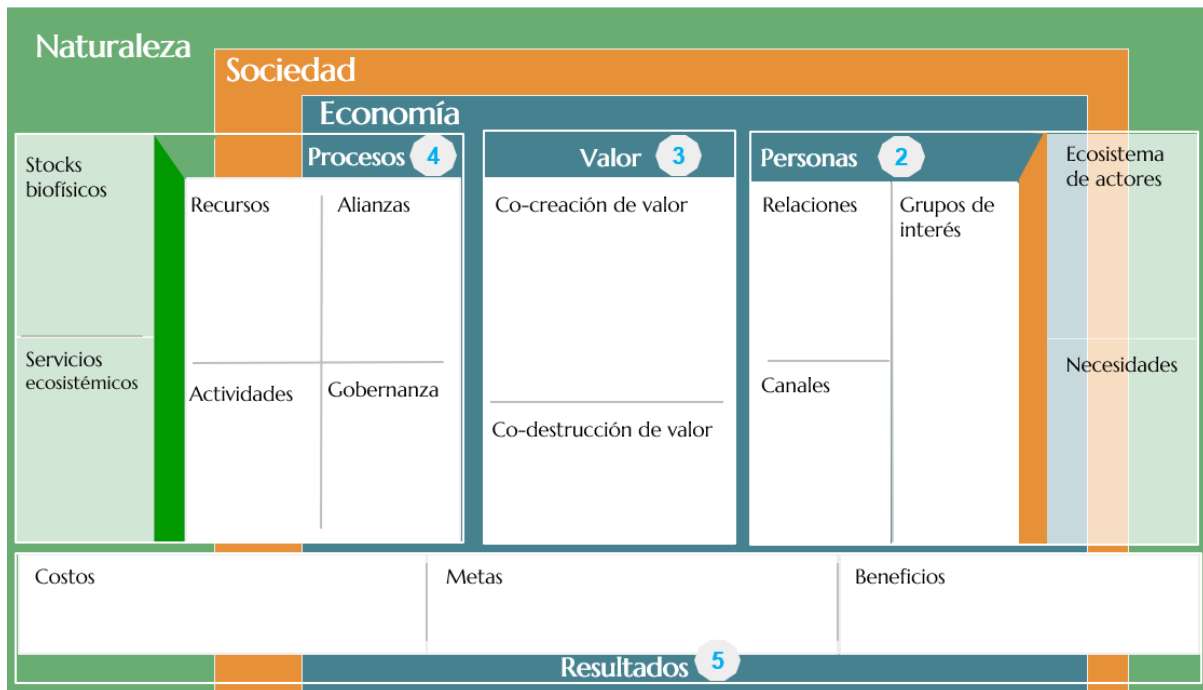 Naturaleza
Sociedad
Economía
Procesos 4
Valor 3
Personas 2
Stocks
biofísicos
Servicios
ecosistémicos
Recursos
Alianzas
Actividades
Gobernanza
Co-creación de valor
Co-destrucción de valor
Relaciones
Grupos de
interés
Canales
Ecosistema
de actores
Necesidades
Costos
Metas
Beneficios
Resultados 5